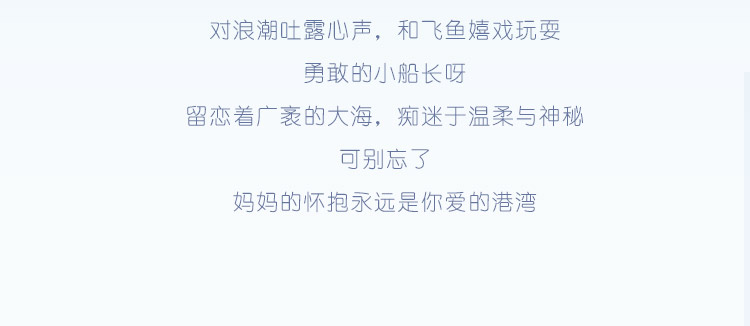 对浪潮吐露心声，和飞鱼嬉戏玩耍
勇敢的小船长呀
留恋着广袤的大海，痴迷于温柔与神秘
可别忘了
妈妈的怀抱永远是你爱的港湾